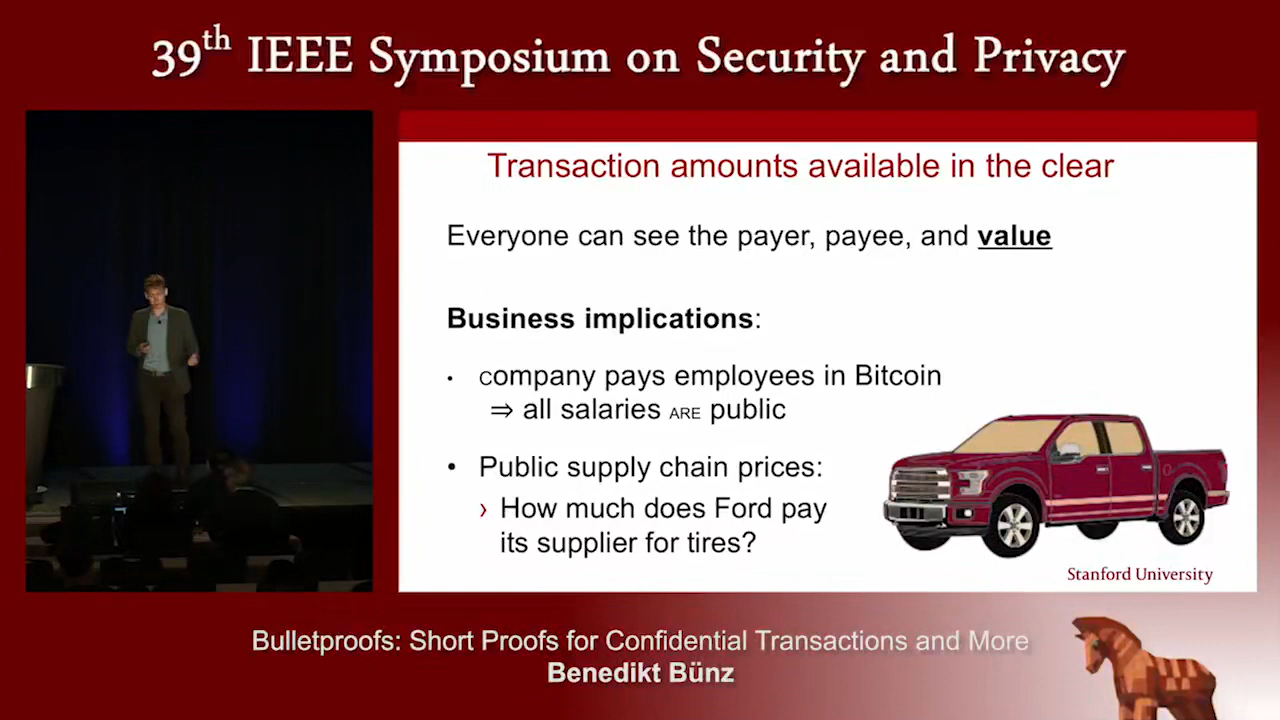 39th IEEE Symposium on Security and Privacy
Transaction amounts available in the clear
Everyone can see the payer, payee, and value
Business implications:
• Company pays employees in Bitcoin
⇒ all salaries ARE public
• Public supply chain prices:
› How much does Ford pay
its supplier for tires?
Stanford University
Bulletproofs: Short Proofs for Confidential Transactions and More
Benedikt Bünz